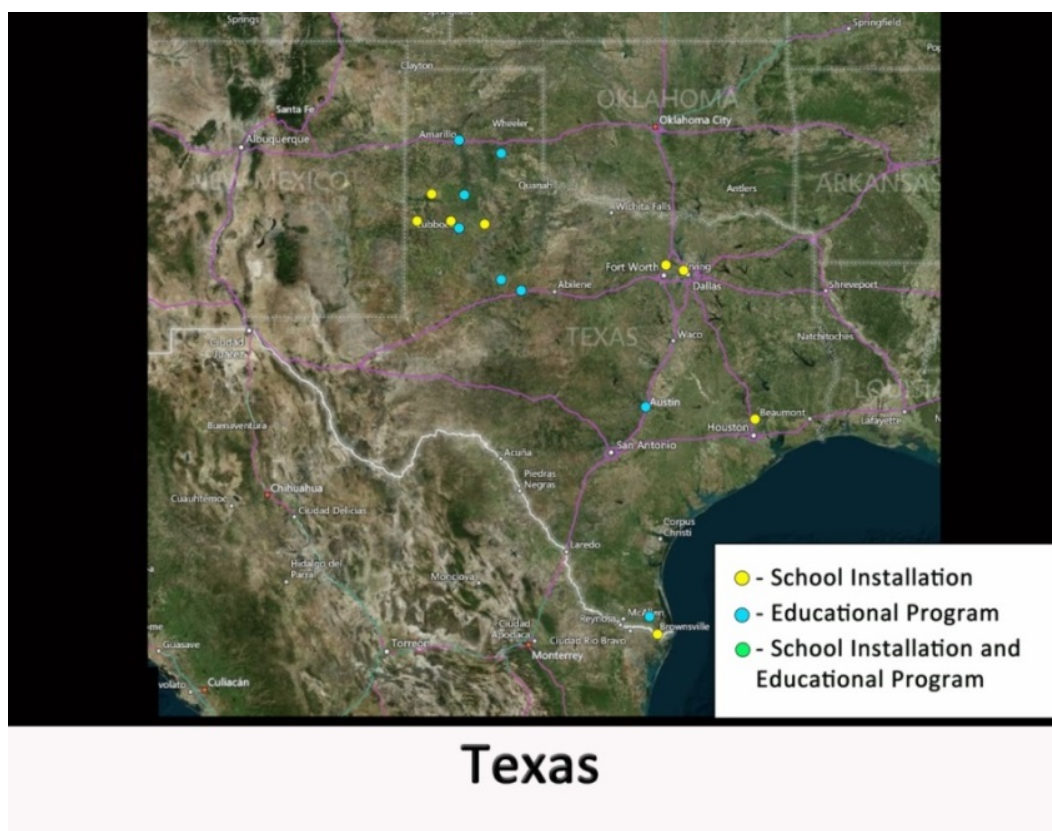 Springs
Springfield
Springfield
Clayton
OKLAHOMA
Santa Fe
Wheeler
Oklahoma City
Amarillo
Albuquerque
NEW MEXICO
Quanah
Antlers
ARKANSAS
Wichita Falls
Fort Worth
Irving
Dallas
Abilene
Shreveport
TEXAS
Waco
Natchitoches
Ciudad
Juárez
Austin
Beaumont
Lafayette
Houston
Buenaventura
San Antonio
Acuña
Piedras
Negras
Chihuahua
Cuauhtémoc
Ciudad Delicias
Corpus
Christi
Laredo
Hidalgo del
Parral
Monclova
McAllen
Reynosa
Brownsville
Ciudad
Apodaca
Ciudad Río Bravo
Guasave
Torreón
Monterrey
Culiacán
- School Installation
- Educational Program
- School Installation and
Educational Program
Texas